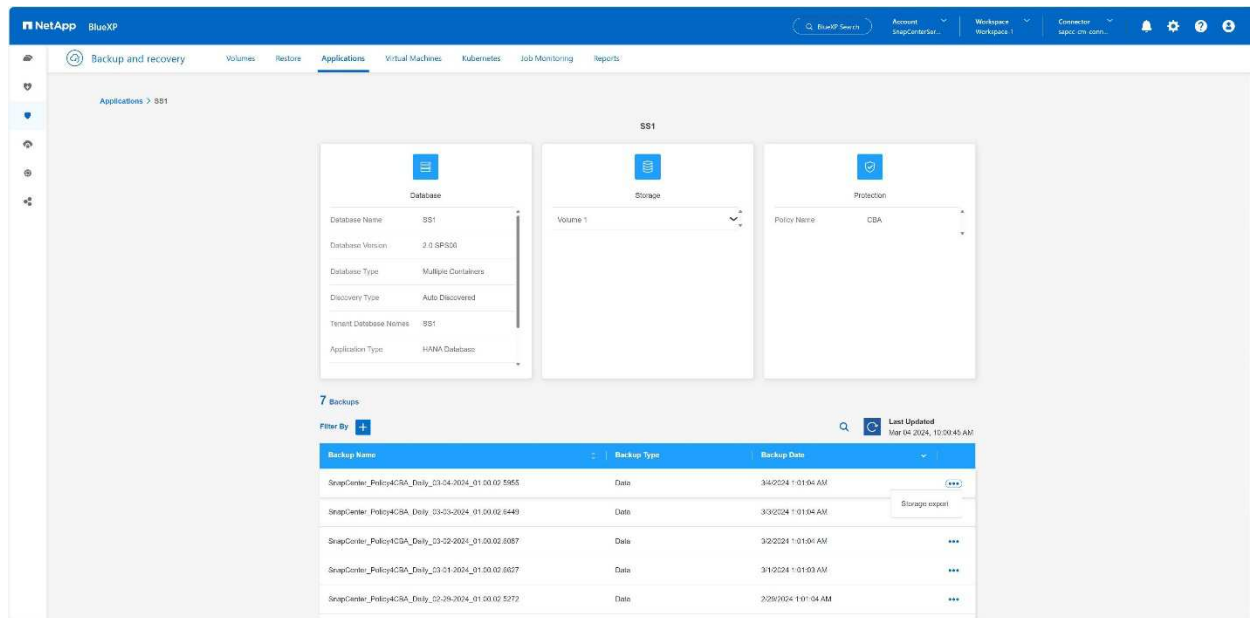 NetApp BlueXP
BlueXP Search
Account
SnapCenterSer...
Workspace
Workspace-1
Connector
sapcc-cm-conn...
Backup and recovery
Volumes Restore Applications Virtual Machines Kubernetes Job Monitoring Reports
Applications > SS1
SS1
Database
Database Name SS1
Database Version 2.0 SPS06
Database Type Multiple Containers
Discovery Type Auto Discovered
Tenant Database Names SS1
Application Type HANA Database
Storage
Volume 1
Protection
Policy Name CBA
7 Backups
Filter By
Last Updated
Mar 04 2024, 10:00:45 AM
Backup Name Backup Type Backup Date
SnapCenter_Policy4CBA_Daily_03-04-2024_01.00.02.5955 Data 3/4/2024 1:01:04 AM
Storage export
SnapCenter_Policy4CBA_Daily_03-03-2024_01.00.02.6449 Data 3/3/2024 1:01:04 AM
SnapCenter_Policy4CBA_Daily_03-02-2024_01.00.02.8087 Data 3/2/2024 1:01:04 AM
SnapCenter_Policy4CBA_Daily_03-01-2024_01.00.02.6627 Data 3/1/2024 1:01:03 AM
SnapCenter_Policy4CBA_Daily_02-29-2024_01.00.02.5272 Data 2/29/2024 1:01:04 AM